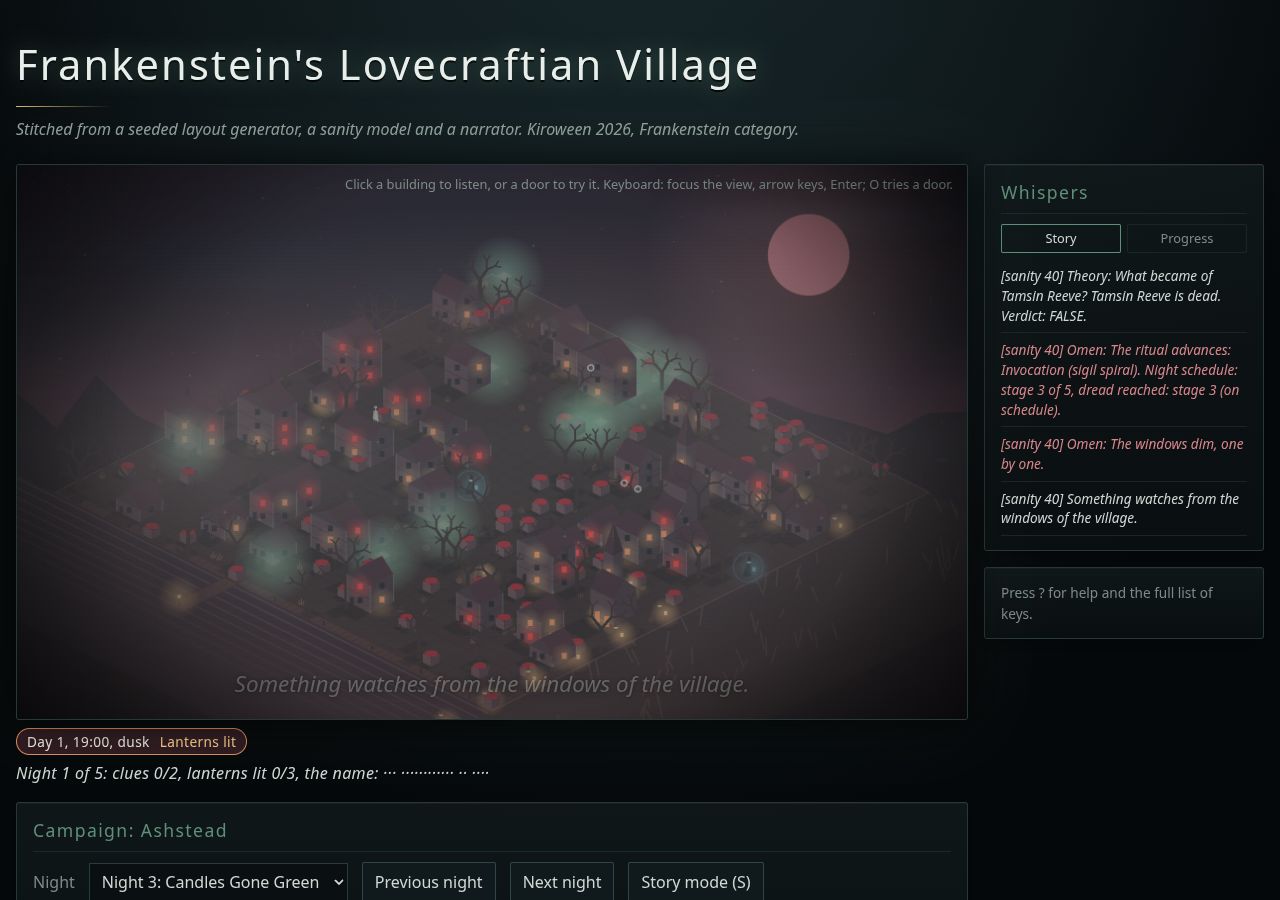 Frankenstein's Lovecraftian Village
Stitched from a seeded layout generator, a sanity model and a narrator. Kiroween 2026, Frankenstein category.
Click a building to listen, or a door to try it. Keyboard: focus the view, arrow keys, Enter; O tries a door.
Something watches from the windows of the village.
Day 1, 19:00, dusk Lanterns lit
Night 1 of 5: clues 0/2, lanterns lit 0/3, the name: ··· ············ ·· ····
Campaign: Ashstead
Night Night 3: Candles Gone Green Previous night Next night Story mode (S)
Whispers
Story Progress
[sanity 40] Theory: What became of
Tamsin Reeve? Tamsin Reeve is dead.
Verdict: FALSE.
[sanity 40] Omen: The ritual advances:
Invocation (sigil spiral). Night schedule:
stage 3 of 5, dread reached: stage 3 (on
schedule).
[sanity 40] Omen: The windows dim, one
by one.
[sanity 40] Something watches from the
windows of the village.
Press ? for help and the full list of
keys.